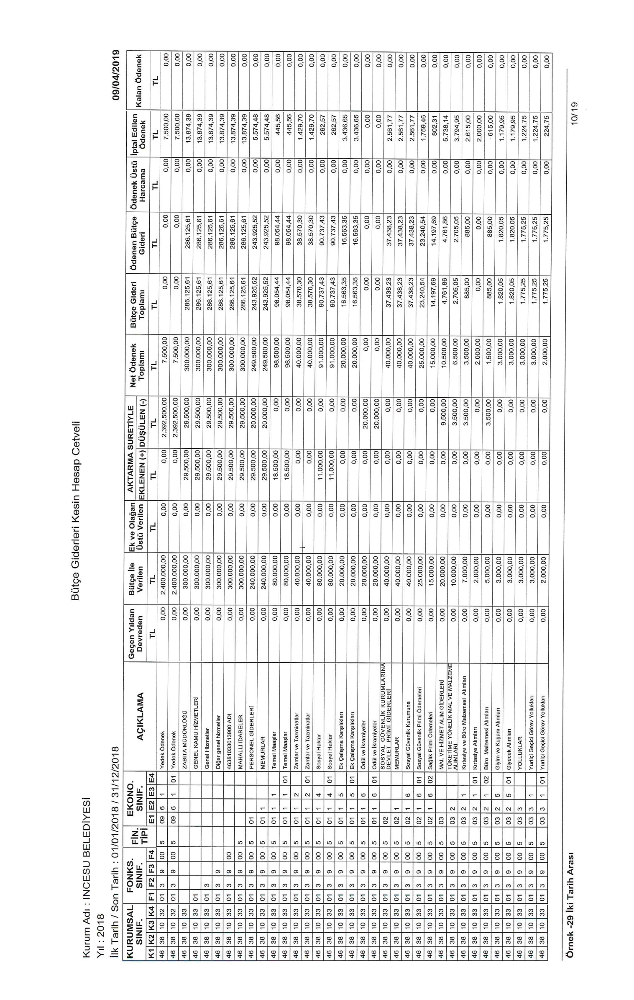 Bütçe Giderleri Kesin Hesap Cetveli
Kurum Adı : INCESU BELEDİYESİ
Yıl : 2018
İlk Tarih / Son Tarih : 01/01/2018 / 31/12/2018 09/04/2019
KURUMSAL SINIF. FONKS. SINIF. FİN. TİPİ EKONO. SINIF. AÇIKLAMA Geçen Yıldan Devreden Bütçe İle Verilen Ek ve Olağan Üstü Verilen AKTARMA SURETİYLE Net Ödenek Toplamı Bütçe Gideri Toplamı Ödenen Bütçe Gideri Ödenek Üstü Harcama İptal Edilen Ödenek Kalan Ödenek
EKLENEN (+) DÜŞÜLEN (-)
K1 K2 K3 K4 F1 F2 F3 F4 E1 E2 E3 E4 TL TL TL TL TL TL TL TL TL TL TL
46 38 10 32 01 3 9 00 5 09 6 1 Yedek Ödenek 0,00 2.400.000,00 0,00 0,00 2.392.500,00 7.500,00 0,00 0,00 0,00 7.500,00 0,00
46 38 10 32 01 3 9 00 5 09 6 1 01 Yedek Ödenek 0,00 2.400.000,00 0,00 0,00 2.392.500,00 7.500,00 0,00 0,00 0,00 7.500,00 0,00
46 38 10 33 ZABITA MÜDÜRLÜĞÜ 0,00 300.000,00 0,00 29.500,00 29.500,00 300.000,00 286.125,61 286.125,61 0,00 13.874,39 0,00
46 38 10 33 01 GENEL KAMU HİZMETLERİ 0,00 300.000,00 0,00 29.500,00 29.500,00 300.000,00 286.125,61 286.125,61 0,00 13.874,39 0,00
46 38 10 33 01 3 Genel Hizmetler 0,00 300.000,00 0,00 29.500,00 29.500,00 300.000,00 286.125,61 286.125,61 0,00 13.874,39 0,00
46 38 10 33 01 3 9 Diğer genel hizmetler 0,00 300.000,00 0,00 29.500,00 29.500,00 300.000,00 286.125,61 286.125,61 0,00 13.874,39 0,00
46 38 10 33 01 3 9 00 46381033013900 ADI 0,00 300.000,00 0,00 29.500,00 29.500,00 300.000,00 286.125,61 286.125,61 0,00 13.874,39 0,00
46 38 10 33 01 3 9 00 5 MAHALLI IDARELER 0,00 300.000,00 0,00 29.500,00 29.500,00 300.000,00 286.125,61 286.125,61 0,00 13.874,39 0,00
46 38 10 33 01 3 9 00 5 01 PERSONEL GİDERLERİ 0,00 240.000,00 0,00 29.500,00 20.000,00 249.500,00 243.925,52 243.925,52 0,00 5.574,48 0,00
46 38 10 33 01 3 9 00 5 01 1 MEMURLAR 0,00 240.000,00 0,00 29.500,00 20.000,00 249.500,00 243.925,52 243.925,52 0,00 5.574,48 0,00
46 38 10 33 01 3 9 00 5 01 1 1 Temel Maaşlar 0,00 80.000,00 0,00 18.500,00 0,00 98.500,00 98.054,44 98.054,44 0,00 445,56 0,00
46 38 10 33 01 3 9 00 5 01 1 1 01 Temel Maaşlar 0,00 80.000,00 0,00 18.500,00 0,00 98.500,00 98.054,44 98.054,44 0,00 445,56 0,00
46 38 10 33 01 3 9 00 5 01 1 2 Zamlar ve Tazminatlar 0,00 40.000,00 0,00 0,00 0,00 40.000,00 38.570,30 38.570,30 0,00 1.429,70 0,00
46 38 10 33 01 3 9 00 5 01 1 2 01 Zamlar ve Tazminatlar 0,00 40.000,00 0,00 0,00 0,00 40.000,00 38.570,30 38.570,30 0,00 1.429,70 0,00
46 38 10 33 01 3 9 00 5 01 1 4 Sosyal Haklar 0,00 80.000,00 0,00 11.000,00 0,00 91.000,00 90.737,43 90.737,43 0,00 262,57 0,00
46 38 10 33 01 3 9 00 5 01 1 4 01 Sosyal Haklar 0,00 80.000,00 0,00 11.000,00 0,00 91.000,00 90.737,43 90.737,43 0,00 262,57 0,00
46 38 10 33 01 3 9 00 5 01 1 5 Ek Çalışma Karşılıkları 0,00 20.000,00 0,00 0,00 0,00 20.000,00 16.563,35 16.563,35 0,00 3.436,65 0,00
46 38 10 33 01 3 9 00 5 01 1 5 01 Ek Çalışma Karşılıkları 0,00 20.000,00 0,00 0,00 0,00 20.000,00 16.563,35 16.563,35 0,00 3.436,65 0,00
46 38 10 33 01 3 9 00 5 01 1 6 Ödül ve İkramiyeler 0,00 20.000,00 0,00 0,00 20.000,00 0,00 0,00 0,00 0,00 0,00 0,00
46 38 10 33 01 3 9 00 5 01 1 6 01 Ödül ve İkramiyeler 0,00 20.000,00 0,00 0,00 20.000,00 0,00 0,00 0,00 0,00 0,00 0,00
46 38 10 33 01 3 9 00 5 02 SOSYAL GÜVENLİK KURUMLARINA DEVLET PRİMİ GİDERLERİ 0,00 40.000,00 0,00 0,00 0,00 40.000,00 37.438,23 37.438,23 0,00 2.561,77 0,00
46 38 10 33 01 3 9 00 5 02 1 MEMURLAR 0,00 40.000,00 0,00 0,00 0,00 40.000,00 37.438,23 37.438,23 0,00 2.561,77 0,00
46 38 10 33 01 3 9 00 5 02 1 6 Sosyal Güvenlik Kurumuna 0,00 40.000,00 0,00 0,00 0,00 40.000,00 37.438,23 37.438,23 0,00 2.561,77 0,00
46 38 10 33 01 3 9 00 5 02 1 6 01 Sosyal Güvenlik Primi Ödemeleri 0,00 25.000,00 0,00 0,00 0,00 25.000,00 23.240,54 23.240,54 0,00 1.759,46 0,00
46 38 10 33 01 3 9 00 5 02 1 6 02 Sağlık Primi Ödemeleri 0,00 15.000,00 0,00 0,00 0,00 15.000,00 14.197,69 14.197,69 0,00 802,31 0,00
46 38 10 33 01 3 9 00 5 03 MAL VE HİZMET ALIM GİDERLERİ 0,00 20.000,00 0,00 0,00 9.500,00 10.500,00 4.761,86 4.761,86 0,00 5.738,14 0,00
46 38 10 33 01 3 9 00 5 03 2 TÜKETİME YÖNELİK MAL VE MALZEME ALIMLARI 0,00 10.000,00 0,00 0,00 3.500,00 6.500,00 2.705,05 2.705,05 0,00 3.794,95 0,00
46 38 10 33 01 3 9 00 5 03 2 1 Kırtasiye ve Büro Malzemesi Alımları 0,00 7.000,00 0,00 0,00 3.500,00 3.500,00 885,00 885,00 0,00 2.615,00 0,00
46 38 10 33 01 3 9 00 5 03 2 1 01 Kırtasiye Alımları 0,00 2.000,00 0,00 0,00 0,00 2.000,00 0,00 0,00 0,00 2.000,00 0,00
46 38 10 33 01 3 9 00 5 03 2 1 02 Büro Malzemesi Alımları 0,00 5.000,00 0,00 0,00 3.500,00 1.500,00 885,00 885,00 0,00 615,00 0,00
46 38 10 33 01 3 9 00 5 03 2 5 Giyim ve Kuşam Alımları 0,00 3.000,00 0,00 0,00 0,00 3.000,00 1.820,05 1.820,05 0,00 1.179,95 0,00
46 38 10 33 01 3 9 00 5 03 2 5 01 Giyecek Alımları 0,00 3.000,00 0,00 0,00 0,00 3.000,00 1.820,05 1.820,05 0,00 1.179,95 0,00
46 38 10 33 01 3 9 00 5 03 3 YOLLUKLAR 0,00 3.000,00 0,00 0,00 0,00 3.000,00 1.775,25 1.775,25 0,00 1.224,75 0,00
46 38 10 33 01 3 9 00 5 03 3 1 Yurtiçi Geçici Görev Yollukları 0,00 3.000,00 0,00 0,00 0,00 3.000,00 1.775,25 1.775,25 0,00 1.224,75 0,00
46 38 10 33 01 3 9 00 5 03 3 1 01 Yurtiçi Geçici Görev Yollukları 0,00 2.000,00 0,00 0,00 0,00 2.000,00 1.775,25 1.775,25 0,00 224,75 0,00
Örnek -29 İki Tarih Arası 10/19